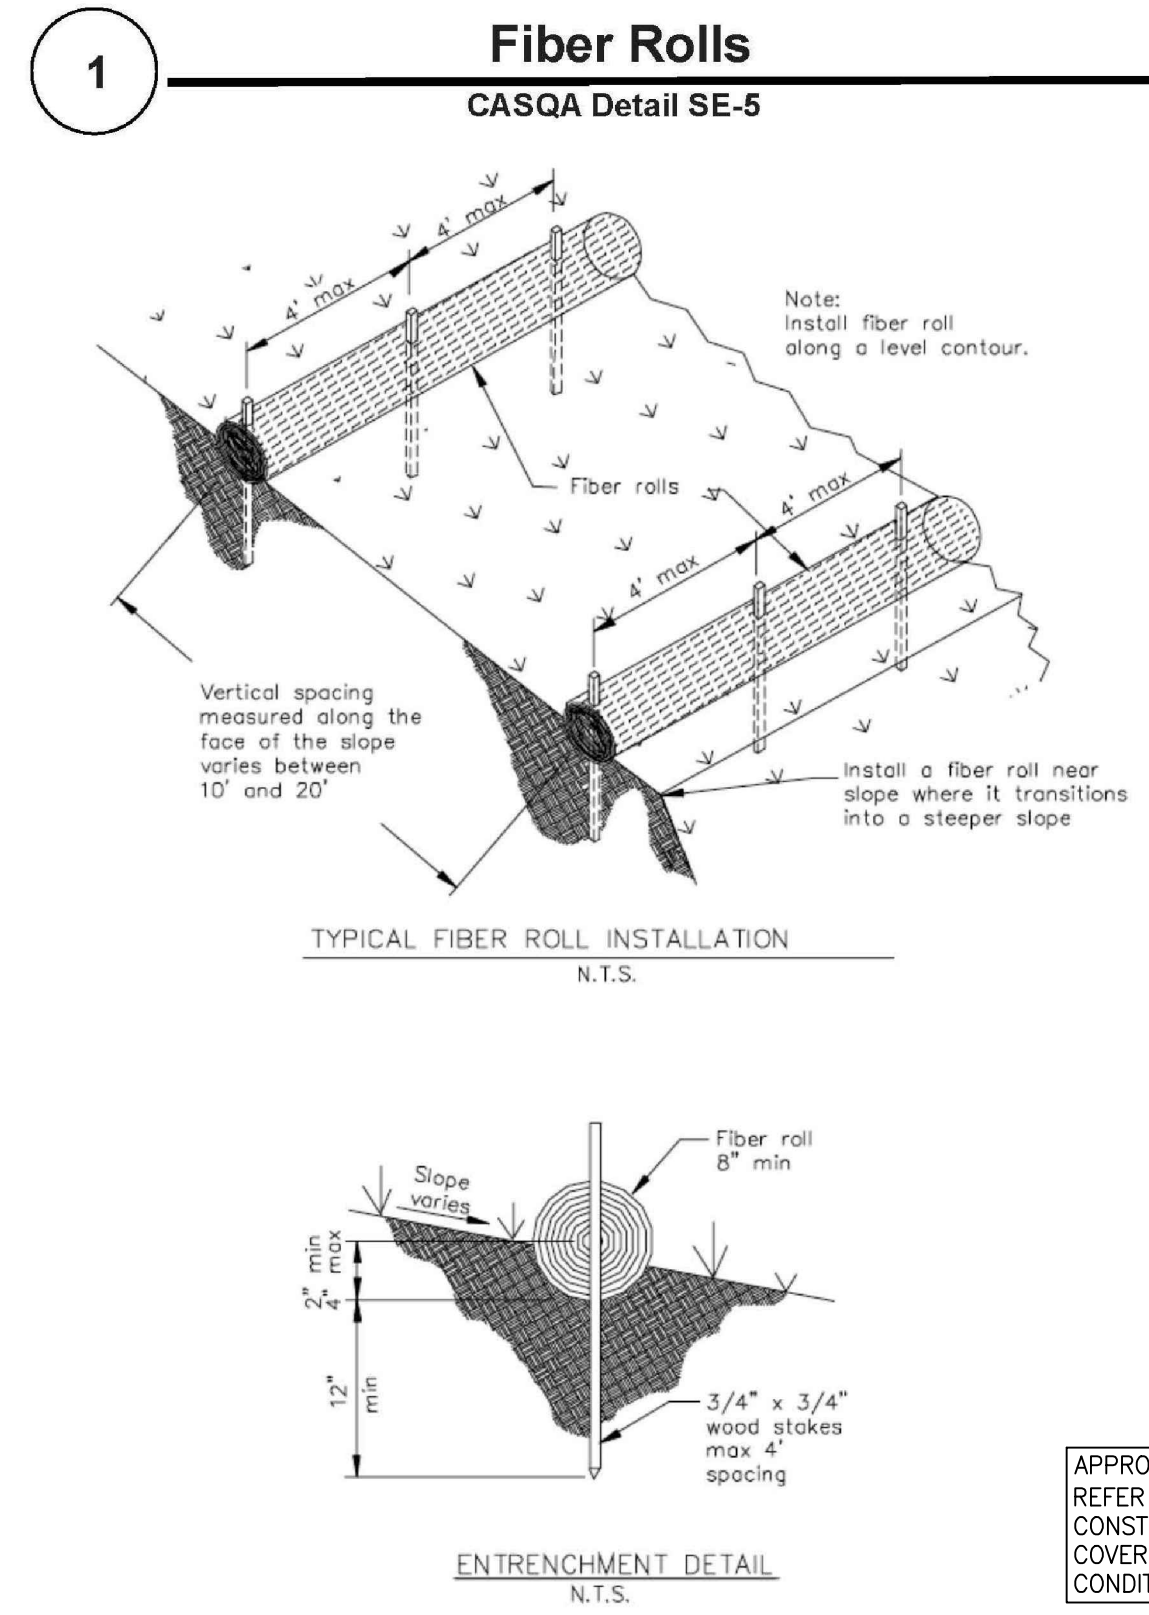 1
Fiber Rolls
CASQA Detail SE-5
4' max
4' max
Note:
Install fiber roll
along a level contour.
Fiber rolls
4' max
4' max
Vertical spacing
measured along the
face of the slope
varies between
10' and 20'
Install a fiber roll near
slope where it transitions
into a steeper slope
TYPICAL FIBER ROLL INSTALLATION
N.T.S.
Fiber roll
8" min
Slope
varies
2" min
4" max
12"
min
3/4" x 3/4"
wood stakes
max 4'
spacing
ENTRENCHMENT DETAIL
N.T.S.
APPRO
REFER
CONST
COVER
CONDIT